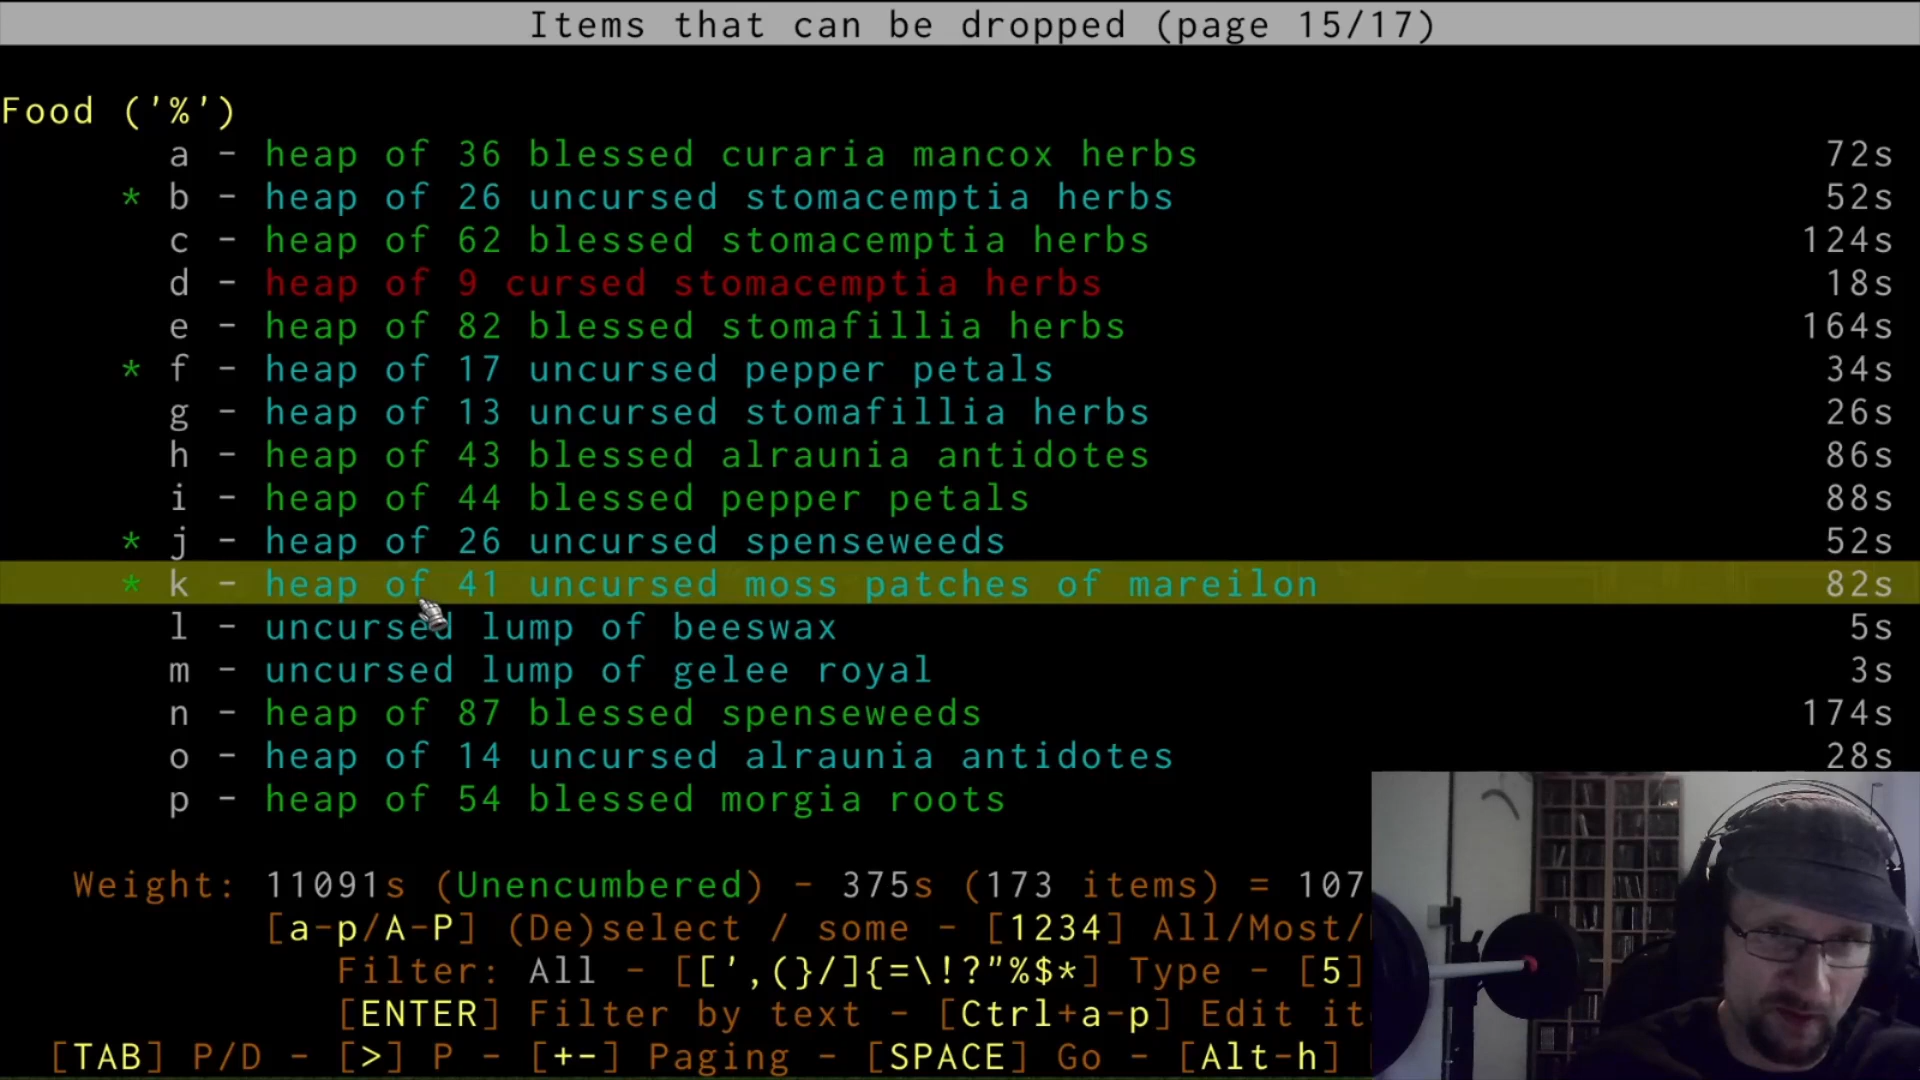 Items that can be dropped (page 15/17)
Food ('%')
a - heap of 36 blessed curaria mancox herbs 72s
* b - heap of 26 uncursed stomacemptia herbs 52s
c - heap of 62 blessed stomacemptia herbs 124s
d - heap of 9 cursed stomacemptia herbs 18s
e - heap of 82 blessed stomafillia herbs 164s
* f - heap of 17 uncursed pepper petals 34s
g - heap of 13 uncursed stomafillia herbs 26s
h - heap of 43 blessed alraunia antidotes 86s
i - heap of 44 blessed pepper petals 88s
* j - heap of 26 uncursed spenseweeds 52s
* k - heap of 41 uncursed moss patches of mareilon 82s
l - uncursed lump of beeswax 5s
m - uncursed lump of gelee royal 3s
n - heap of 87 blessed spenseweeds 174s
o - heap of 14 uncursed alraunia antidotes 28s
p - heap of 54 blessed morgia roots
Weight: 11091s (Unencumbered) - 375s (173 items) = 107
[a-p/A-P] (De)select / some - [1234] All/Most/
Filter: All - [[',(}/]{=\!?"%$*] Type - [5]
[ENTER] Filter by text - [Ctrl+a-p] Edit it
[TAB] P/D - [>] P - [+-] Paging - [SPACE] Go - [Alt-h]